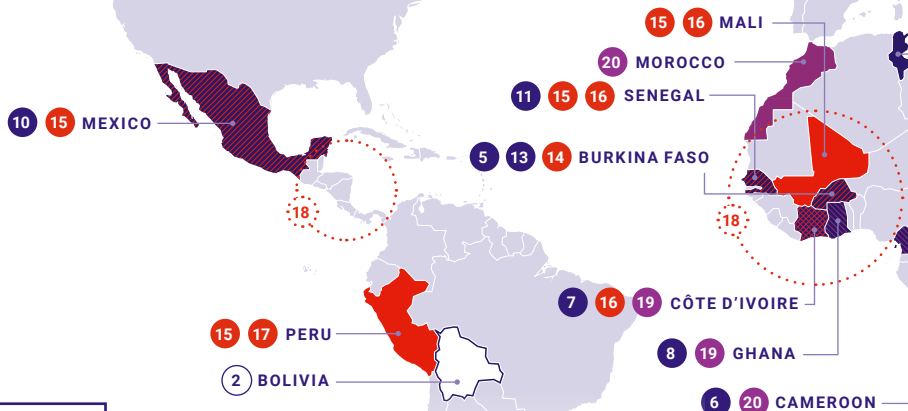 15 16 MALI
20 MOROCCO
11 15 16 SENEGAL
10 15 MEXICO
5 13 14 BURKINA FASO
18
18
7 16 19 CÔTE D'IVOIRE
15 17 PERU
8 19 GHANA
2 BOLIVIA
6 20 CAMEROON